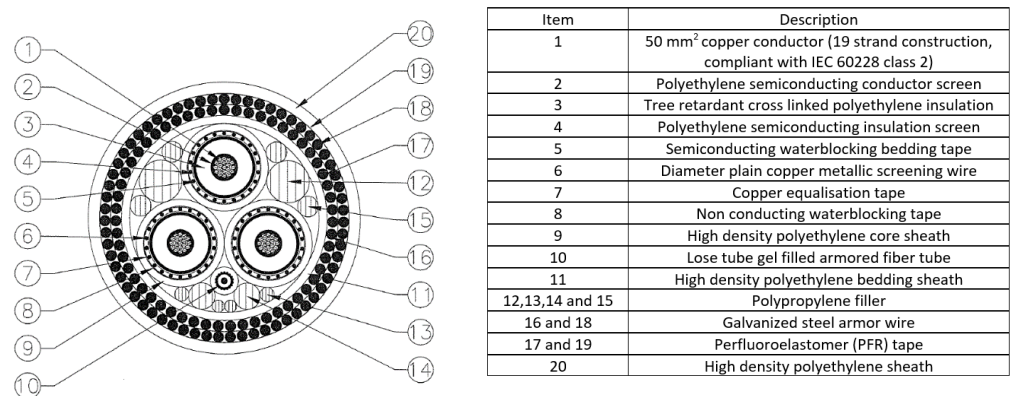 1
2
3
4
5
6
7
8
9
10
20
19
18
17
12
15
16
11
13
14
Item Description
1 50 mm² copper conductor (19 strand construction,
compliant with IEC 60228 class 2)
2 Polyethylene semiconducting conductor screen
3 Tree retardant cross linked polyethylene insulation
4 Polyethylene semiconducting insulation screen
5 Semiconducting waterblocking bedding tape
6 Diameter plain copper metallic screening wire
7 Copper equalisation tape
8 Non conducting waterblocking tape
9 High density polyethylene core sheath
10 Lose tube gel filled armored fiber tube
11 High density polyethylene bedding sheath
12,13,14 and 15 Polypropylene filler
16 and 18 Galvanized steel armor wire
17 and 19 Perfluoroelastomer (PFR) tape
20 High density polyethylene sheath